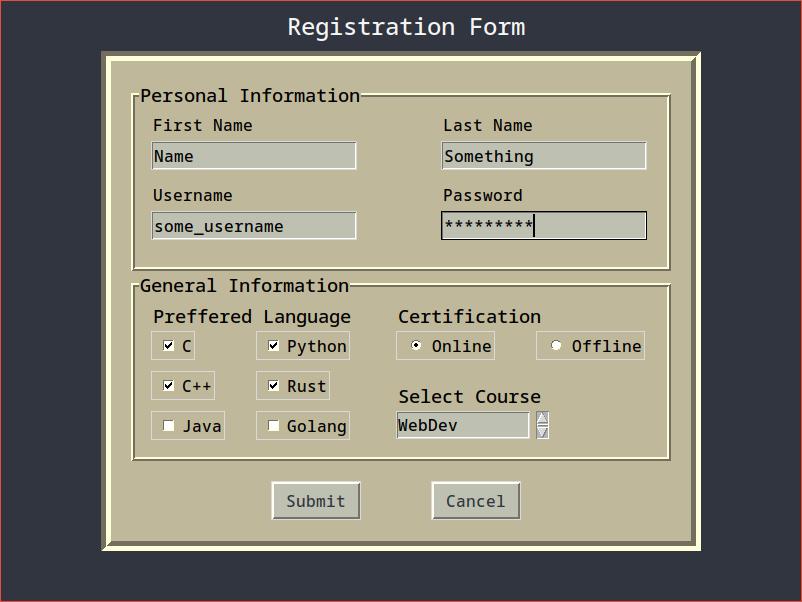 Registration Form
Personal Information
First Name
Last Name
Name
Something
Username
Password
some_username
*********
General Information
Preffered Language
Certification
C
Python
Online
Offline
C++
Rust
Select Course
Java
Golang
WebDev
Submit
Cancel